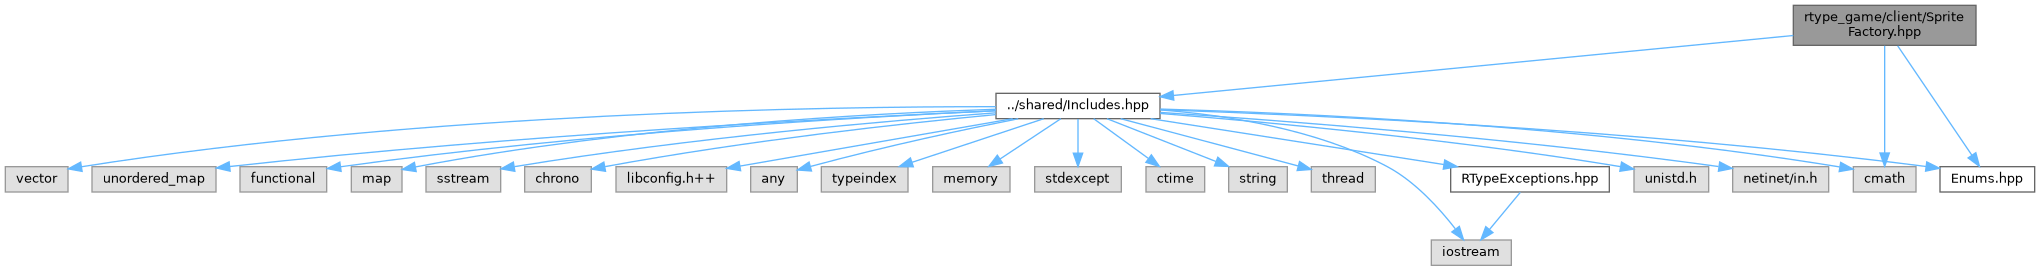 rtype_game/client/Sprite
Factory.hpp
../shared/Includes.hpp
vector
unordered_map
functional
map
sstream
chrono
libconfig.h++
any
typeindex
memory
stdexcept
ctime
string
thread
RTypeExceptions.hpp
unistd.h
netinet/in.h
cmath
Enums.hpp
iostream